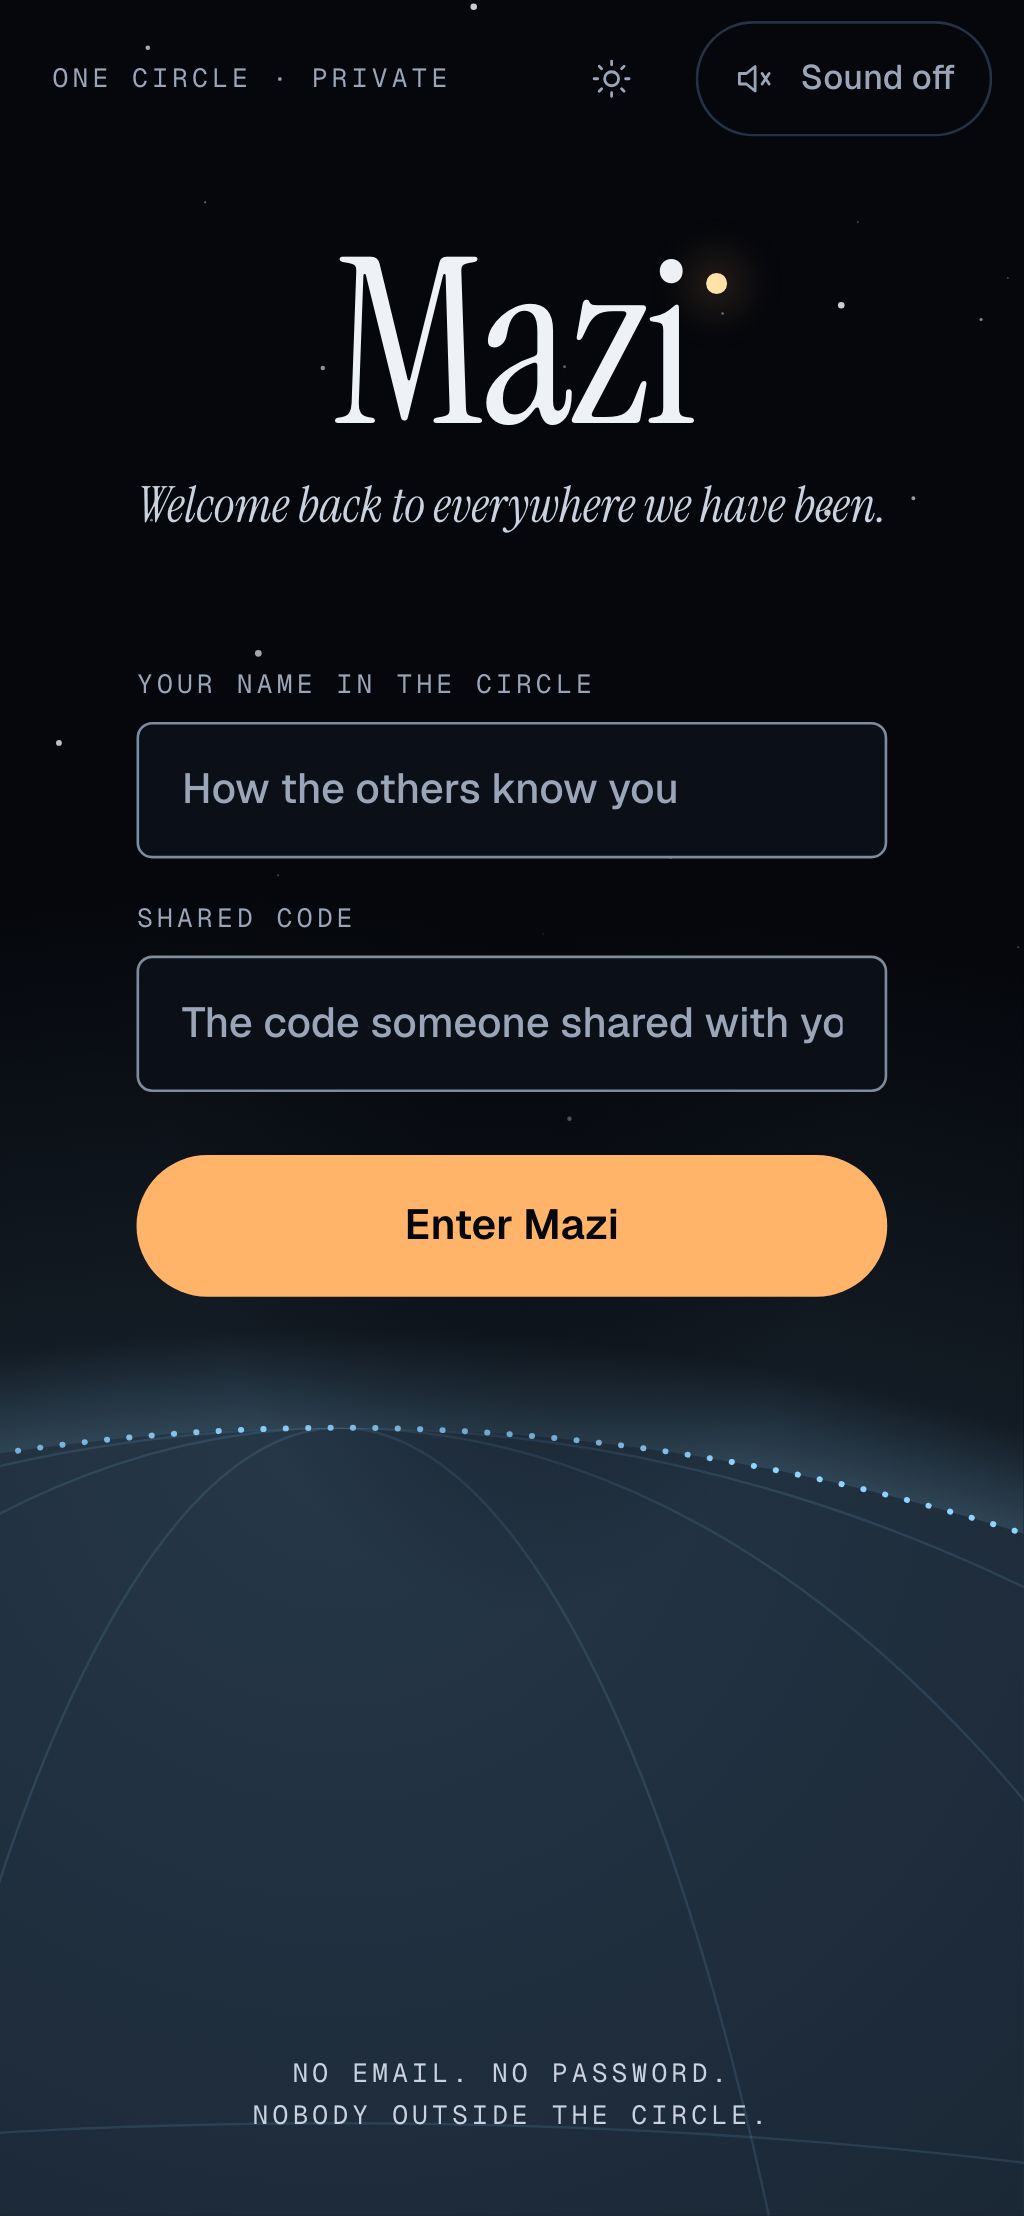 ONE CIRCLE · PRIVATE
Sound off
Mazi
Welcome back to everywhere we have been.
YOUR NAME IN THE CIRCLE
How the others know you
SHARED CODE
The code someone shared with yo
Enter Mazi
NO EMAIL. NO PASSWORD.
NOBODY OUTSIDE THE CIRCLE.